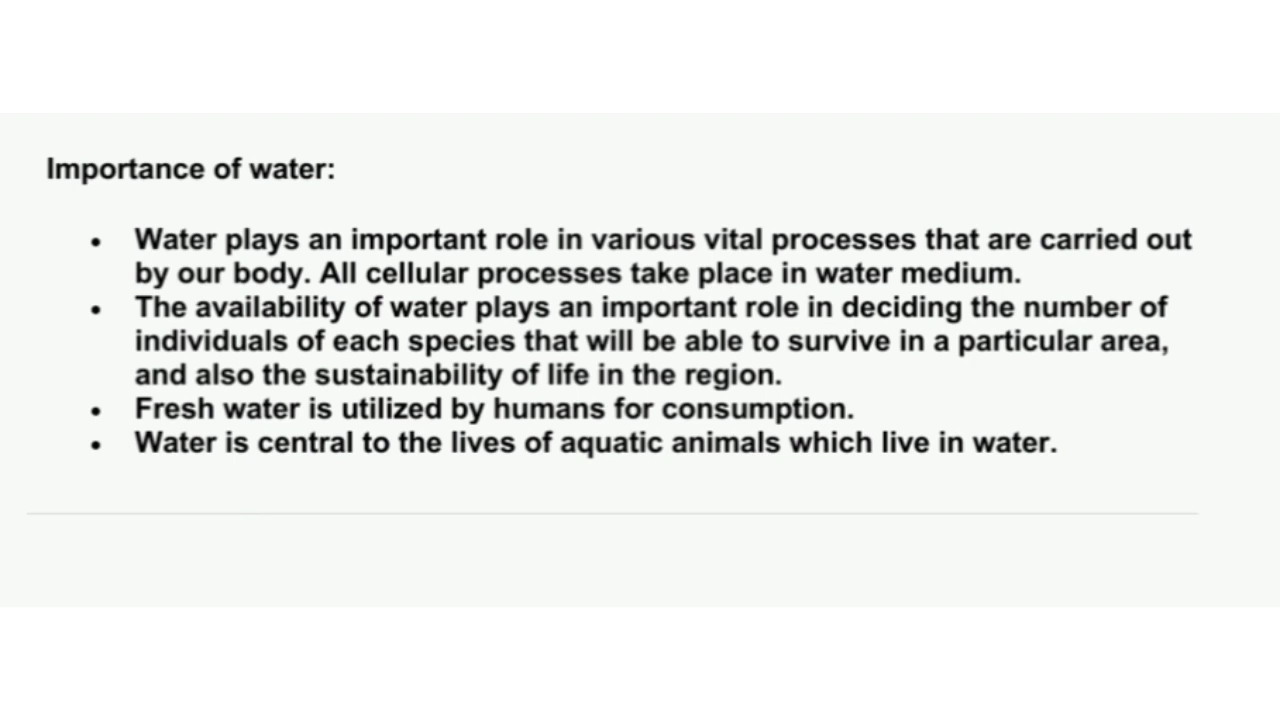 Importance of water:
• Water plays an important role in various vital processes that are carried out
by our body. All cellular processes take place in water medium.
• The availability of water plays an important role in deciding the number of
individuals of each species that will be able to survive in a particular area,
and also the sustainability of life in the region.
• Fresh water is utilized by humans for consumption.
• Water is central to the lives of aquatic animals which live in water.